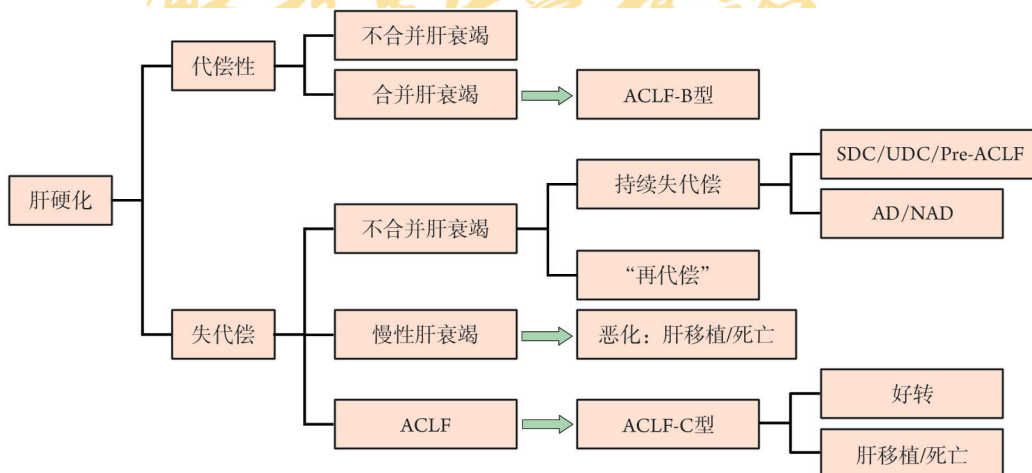 不合并肝衰竭
代偿性
合并肝衰竭
ACLF-B型
SDC/UDC/Pre-ACLF
持续失代偿
肝硬化
AD/NAD
不合并肝衰竭
“再代偿”
失代偿
慢性肝衰竭
恶化：肝移植/死亡
好转
ACLF
ACLF-C型
肝移植/死亡